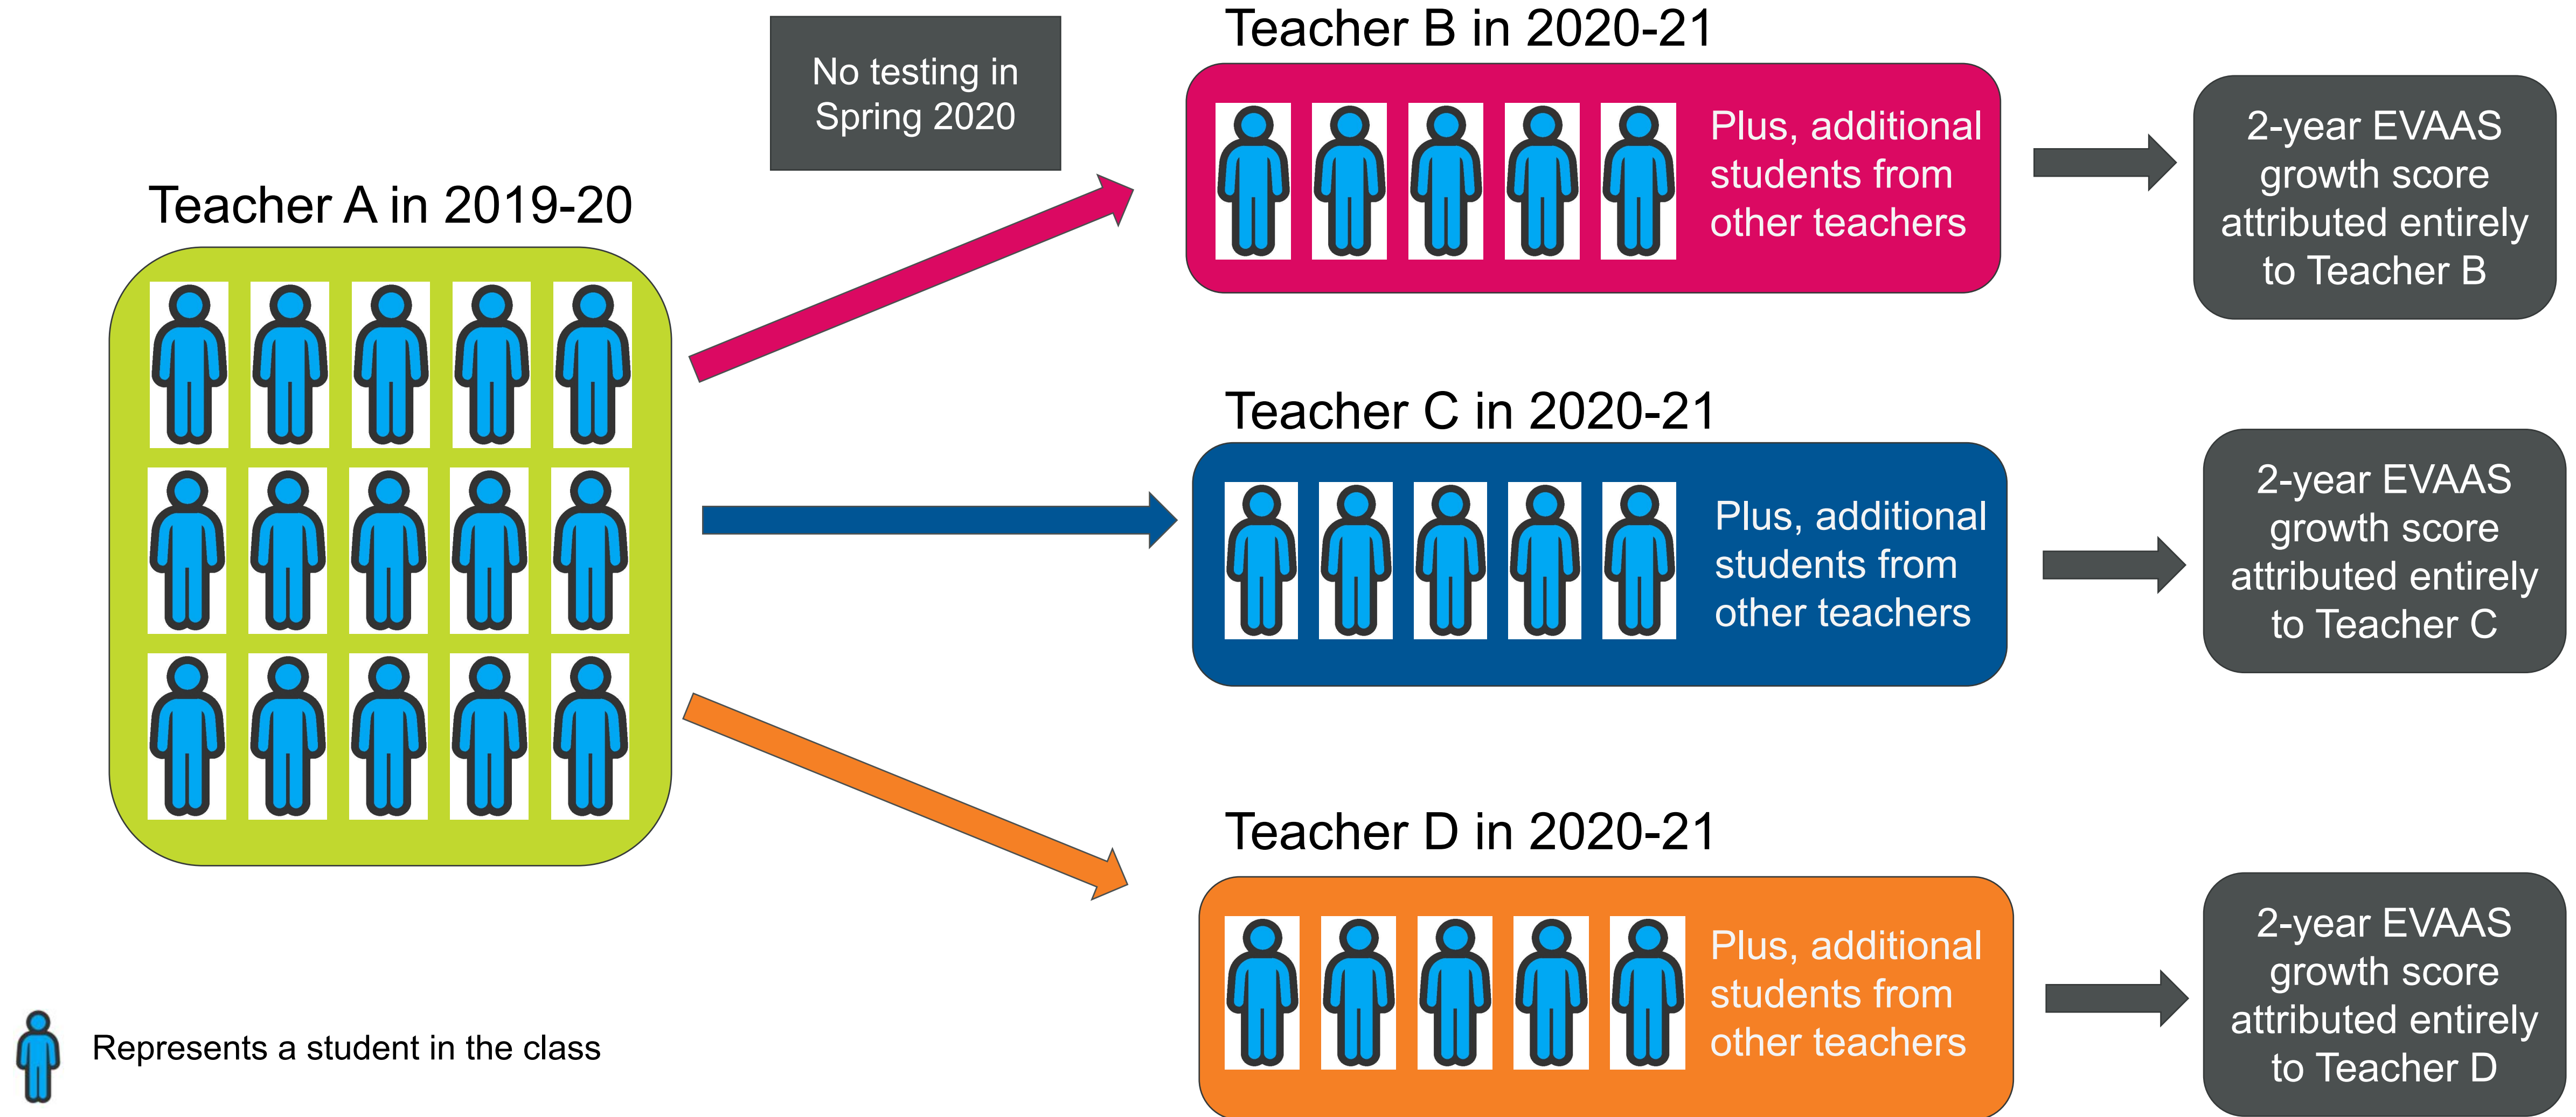 No testing in
Spring 2020
Teacher A in 2019-20
Teacher B in 2020-21
Plus, additional
students from
other teachers
2-year EVAAS
growth score
attributed entirely
to Teacher B
Teacher C in 2020-21
Plus, additional
students from
other teachers
2-year EVAAS
growth score
attributed entirely
to Teacher C
Teacher D in 2020-21
Plus, additional
students from
other teachers
2-year EVAAS
growth score
attributed entirely
to Teacher D
Represents a student in the class